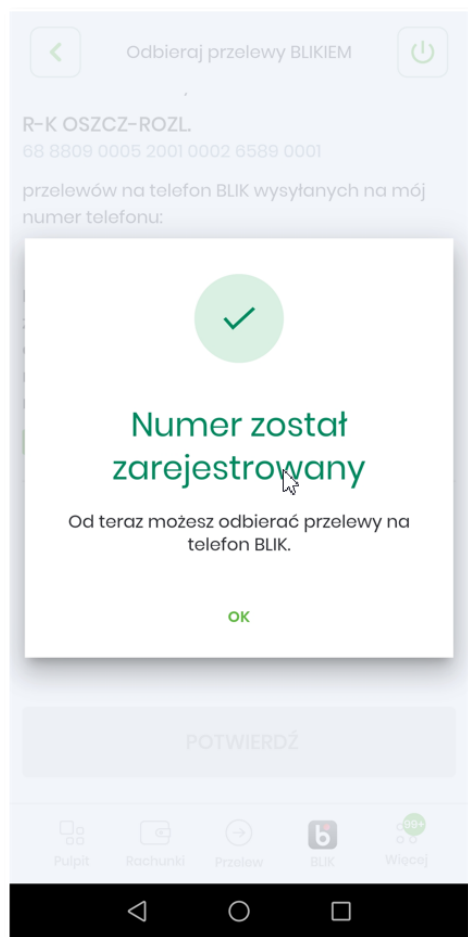 Odbieraj przelewy BLIKIEM
R-K OSZCZ-ROZL.
68 8809 0005 2001 0002 6589 0001
przelewów na telefon BLIK wysyłanych na mój
numer telefonu:
Numer został
zarejestrowany
Od teraz możesz odbierać przelewy na
telefon BLIK.
OK
POTWIERDŹ
99+
Pulpit Rachunki Przelew BLIK Więcej